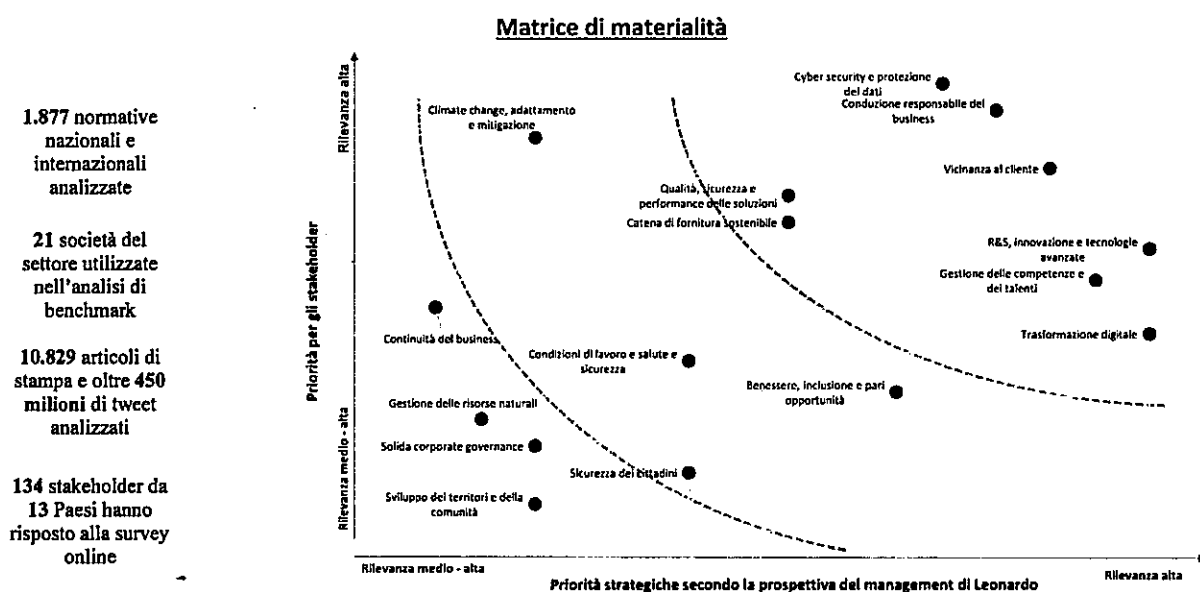 Matrice di materialità
1.877 normative
nazionali e
internazionali
analizzate
21 società del
settore utilizzate
nell'analisi di
benchmark
10.829 articoli di
stampa e oltre 450
milioni di tweet
analizzati
134 stakeholder da
13 Paesi hanno
risposto alla survey
online
Priorità per gli stakeholder
Rilevanza alta
Rilevanza medio - alta
Cyber security e protezione
dei dati
Conduzione responsabile del
business
Climate change, adattamento
e mitigazione
Vicinanza al cliente
Qualità, sicurezza e
performance delle soluzioni
Catena di fornitura sostenibile
R&S, innovazione e tecnologie
avanzate
Gestione delle competenze e
dei talenti
Continuità del business
Trasformazione digitale
Condizioni di lavoro e salute e
sicurezza
Benessere, inclusione e pari
opportunità
Gestione delle risorse naturali
Solida corporate governance
Sicurezza dei cittadini
Sviluppo dei territori e della
comunità
Rilevanza medio - alta
Priorità strategiche secondo la prospettiva del management di Leonardo
Rilevanza alta